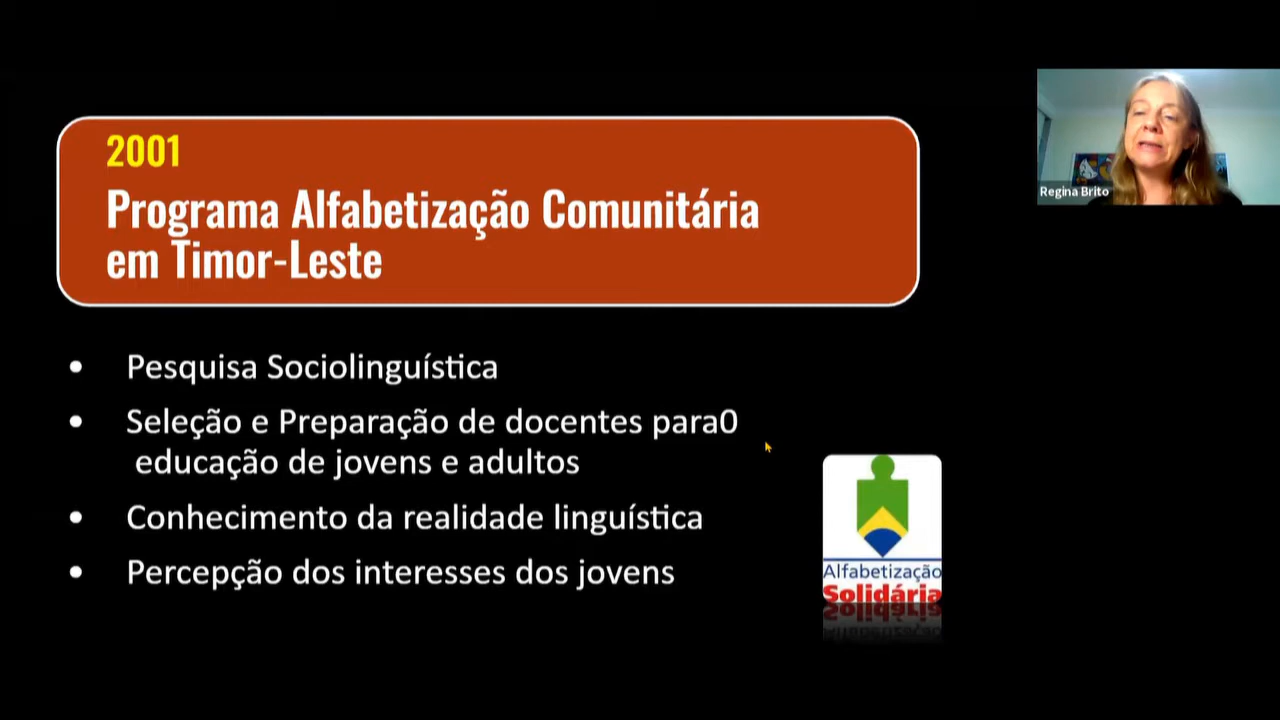 2001
Programa Alfabetização Comunitária
em Timor-Leste
Regina Brito
• Pesquisa Sociolinguística
• Seleção e Preparação de docentes para0
educação de jovens e adultos
• Conhecimento da realidade linguística
• Percepção dos interesses dos jovens
Alfabetização
Solidária